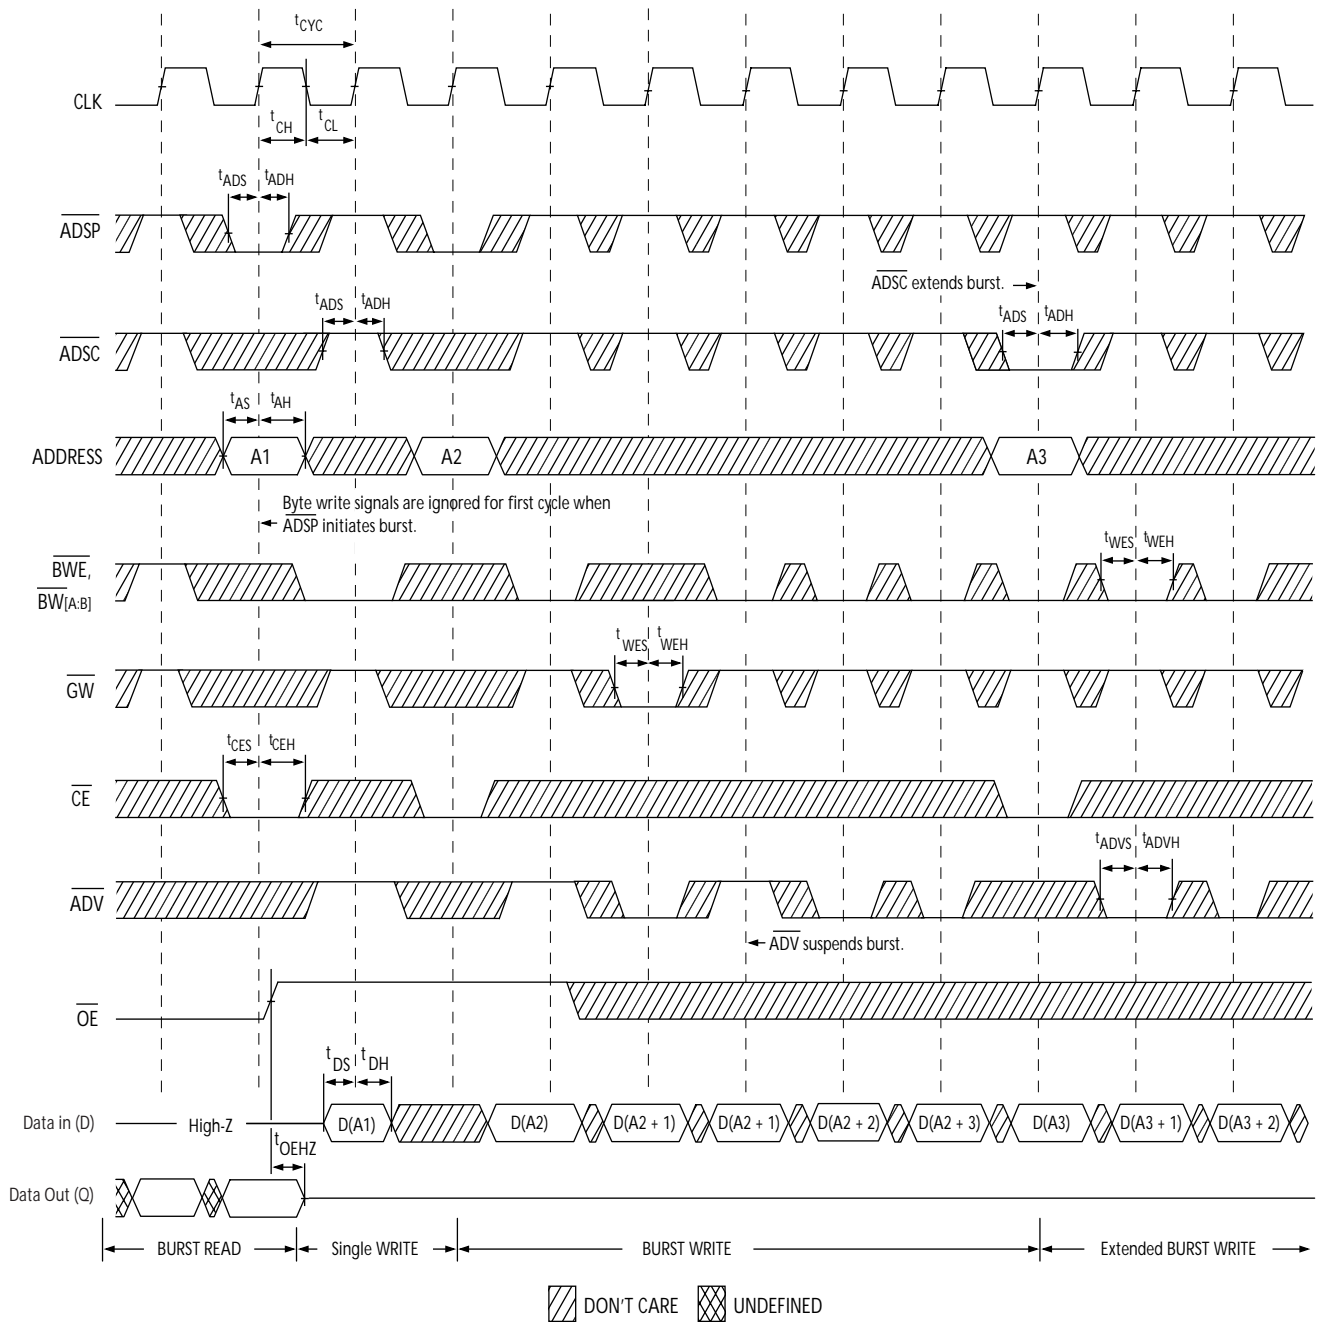 tCYC
CLK
tCH
tCL
tADS
tADH
ADSP
ADSC extends burst.
tADS
tADH
tADS
tADH
ADSC
tAS
tAH
ADDRESS
A1
A2
A3
Byte write signals are ignored for first cycle when
ADSP initiates burst.
tWES
tWEH
BWE,
BW[A:B]
tWES
tWEH
GW
tCES
tCEH
CE
tADVS
tADVH
ADV
ADV suspends burst.
OE
tDS
tDH
Data in (D)
High-Z
D(A1)
D(A2)
D(A2 + 1)
D(A2 + 1)
D(A2 + 2)
D(A2 + 3)
D(A3)
D(A3 + 1)
D(A3 + 2)
tOEHZ
Data Out (Q)
BURST READ
Single WRITE
BURST WRITE
Extended BURST WRITE
DON'T CARE
UNDEFINED